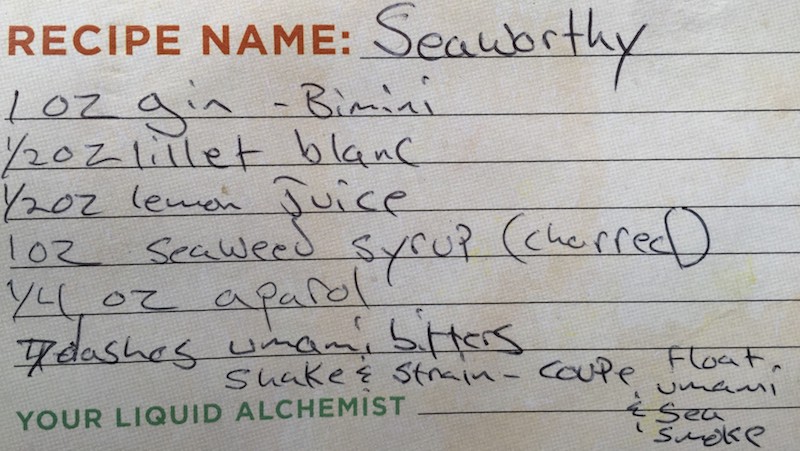 RECIPE NAME: Seaworthy
1 oz gin - Bimini
1/2 oz lillet blanc
1/2 oz lemon Juice
1 oz seaweed syrup (charred)
1/4 oz aparol
dashes umami bitters
shake & strain - coupe, float umami
& sea
smoke
YOUR LIQUID ALCHEMIST